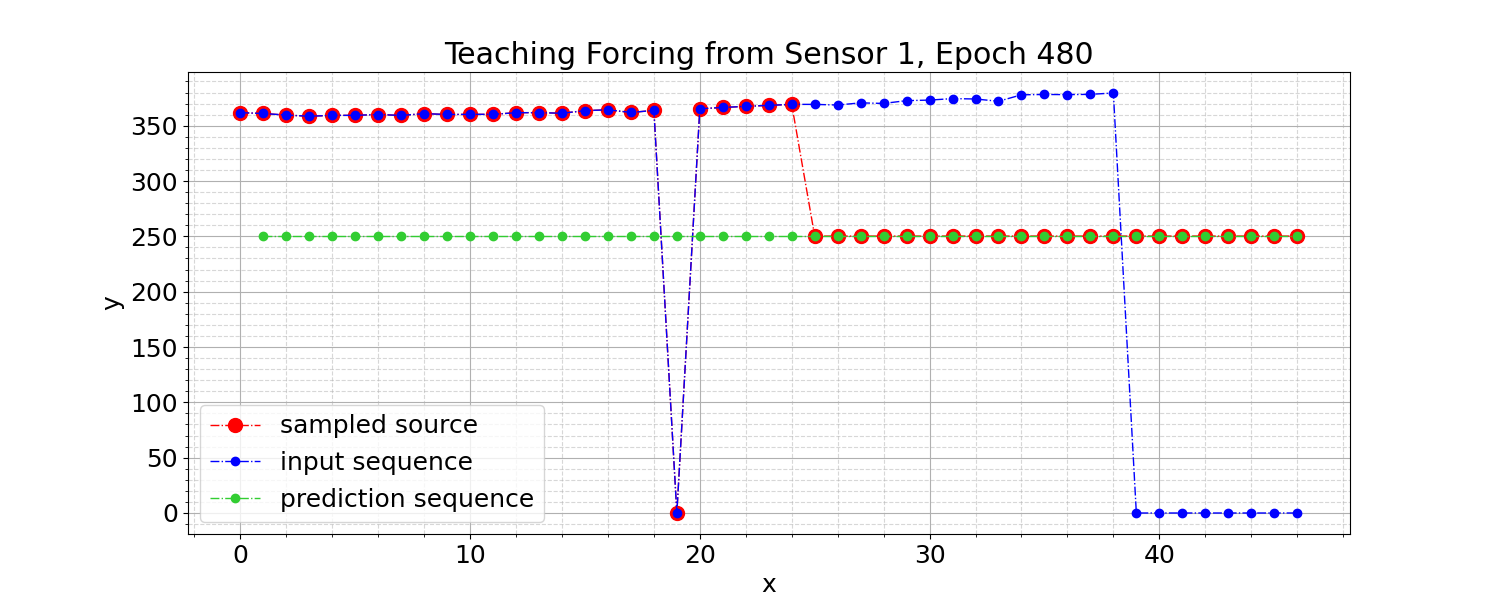 Teaching Forcing from Sensor 1, Epoch 480
y
350
300
250
200
150
100
50
0
sampled source
input sequence
prediction sequence
0 10 20 30 40
x